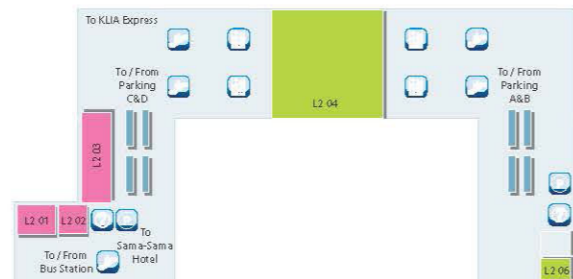 To KLIA Express
To / From
Parking
C&D
L2 04
To / From
Parking
A&B
L2 03
L2 01
L2 02
To
Sama-Sama
Hotel
To / From
Bus Station
L2 06